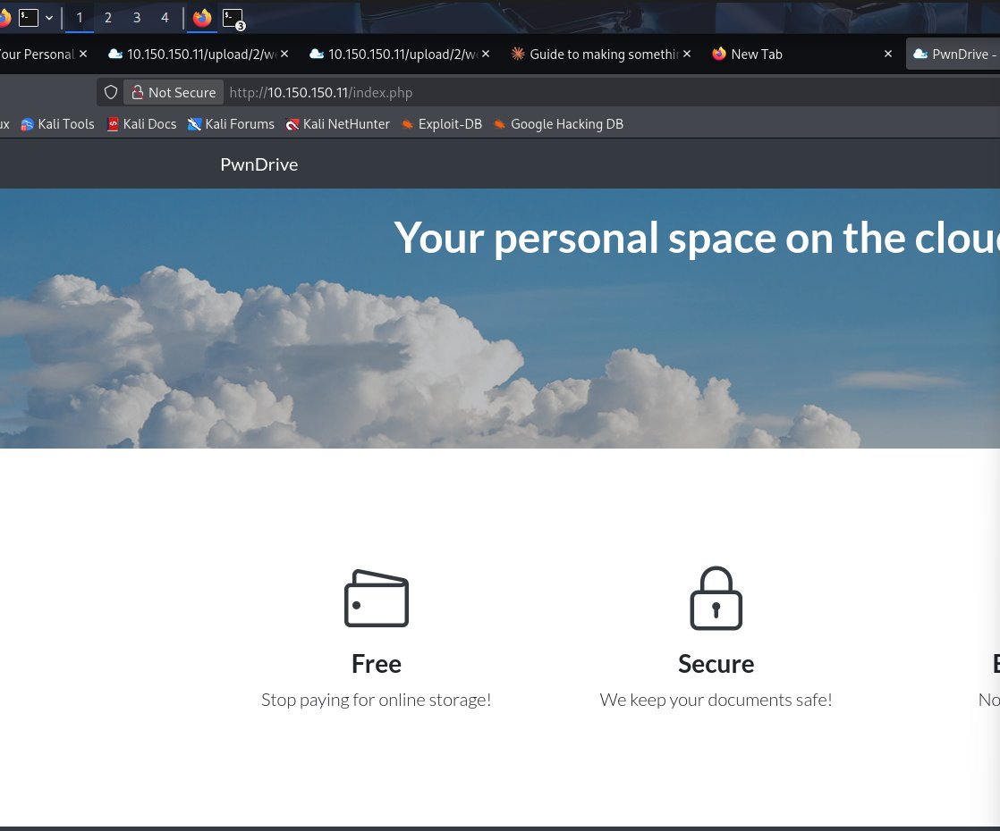 1 2 3 4 3
our Personal 10.150.150.11/upload/2/we 10.150.150.11/upload/2/we Guide to making somethin New Tab PwnDrive -
Not Secure http://10.150.150.11/index.php
ux Kali Tools Kali Docs Kali Forums Kali NetHunter Exploit-DB Google Hacking DB
PwnDrive
Your personal space on the clou
Free
Stop paying for online storage!
Secure
We keep your documents safe!
E
No